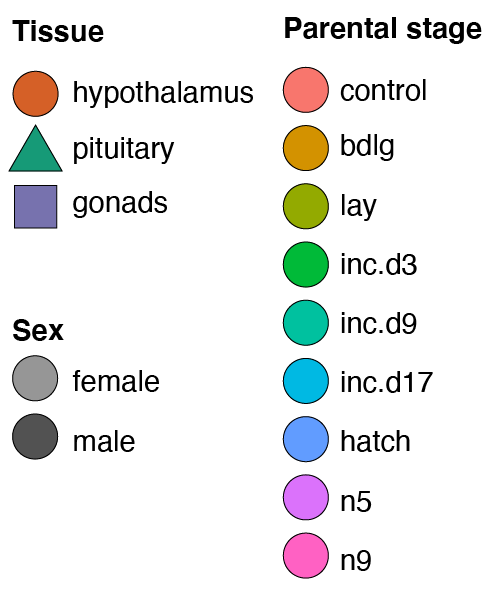 Tissue
hypothalamus
pituitary
gonads
Sex
female
male
Parental stage
control
bdlg
lay
inc.d3
inc.d9
inc.d17
hatch
n5
n9